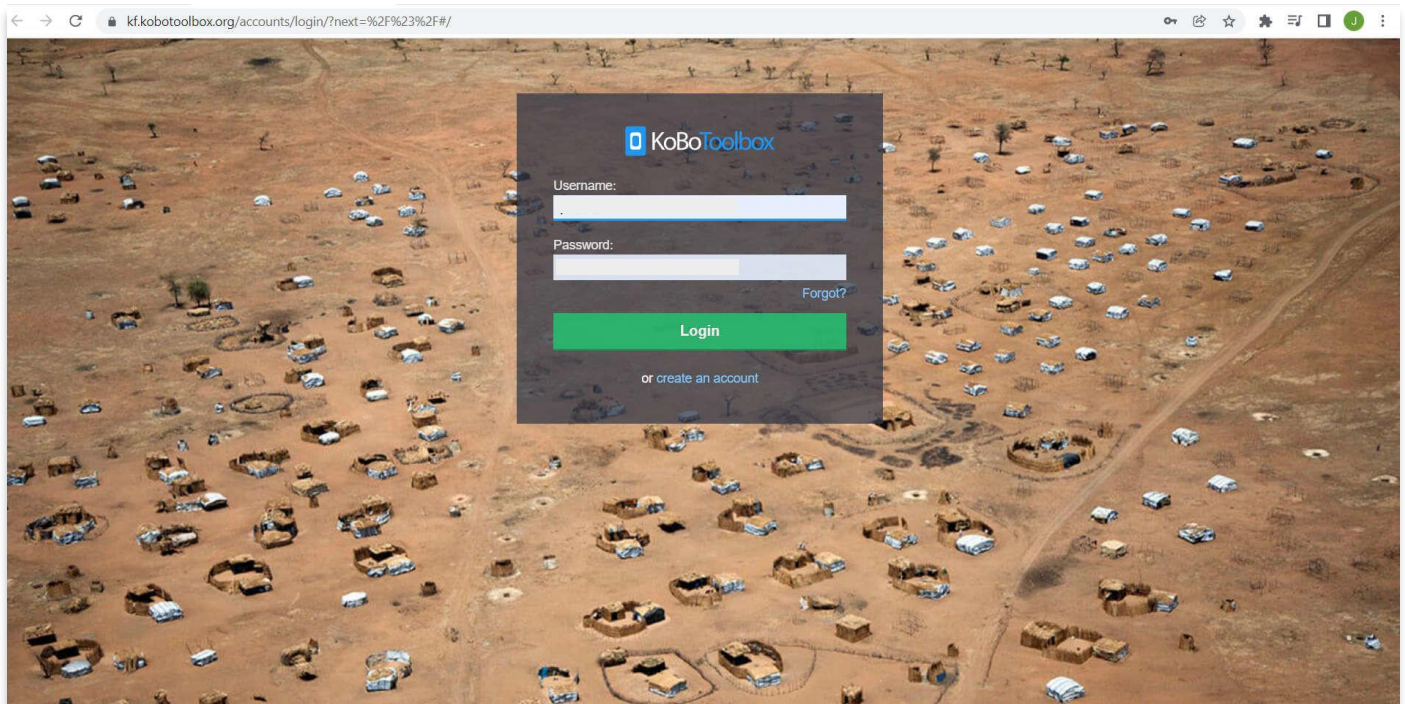 kf.kobotoolbox.org/accounts/login/?next=%2F%23%2F#/
J
KoBoToolbox
Username:
.
Password:
Forgot?
Login
or create an account